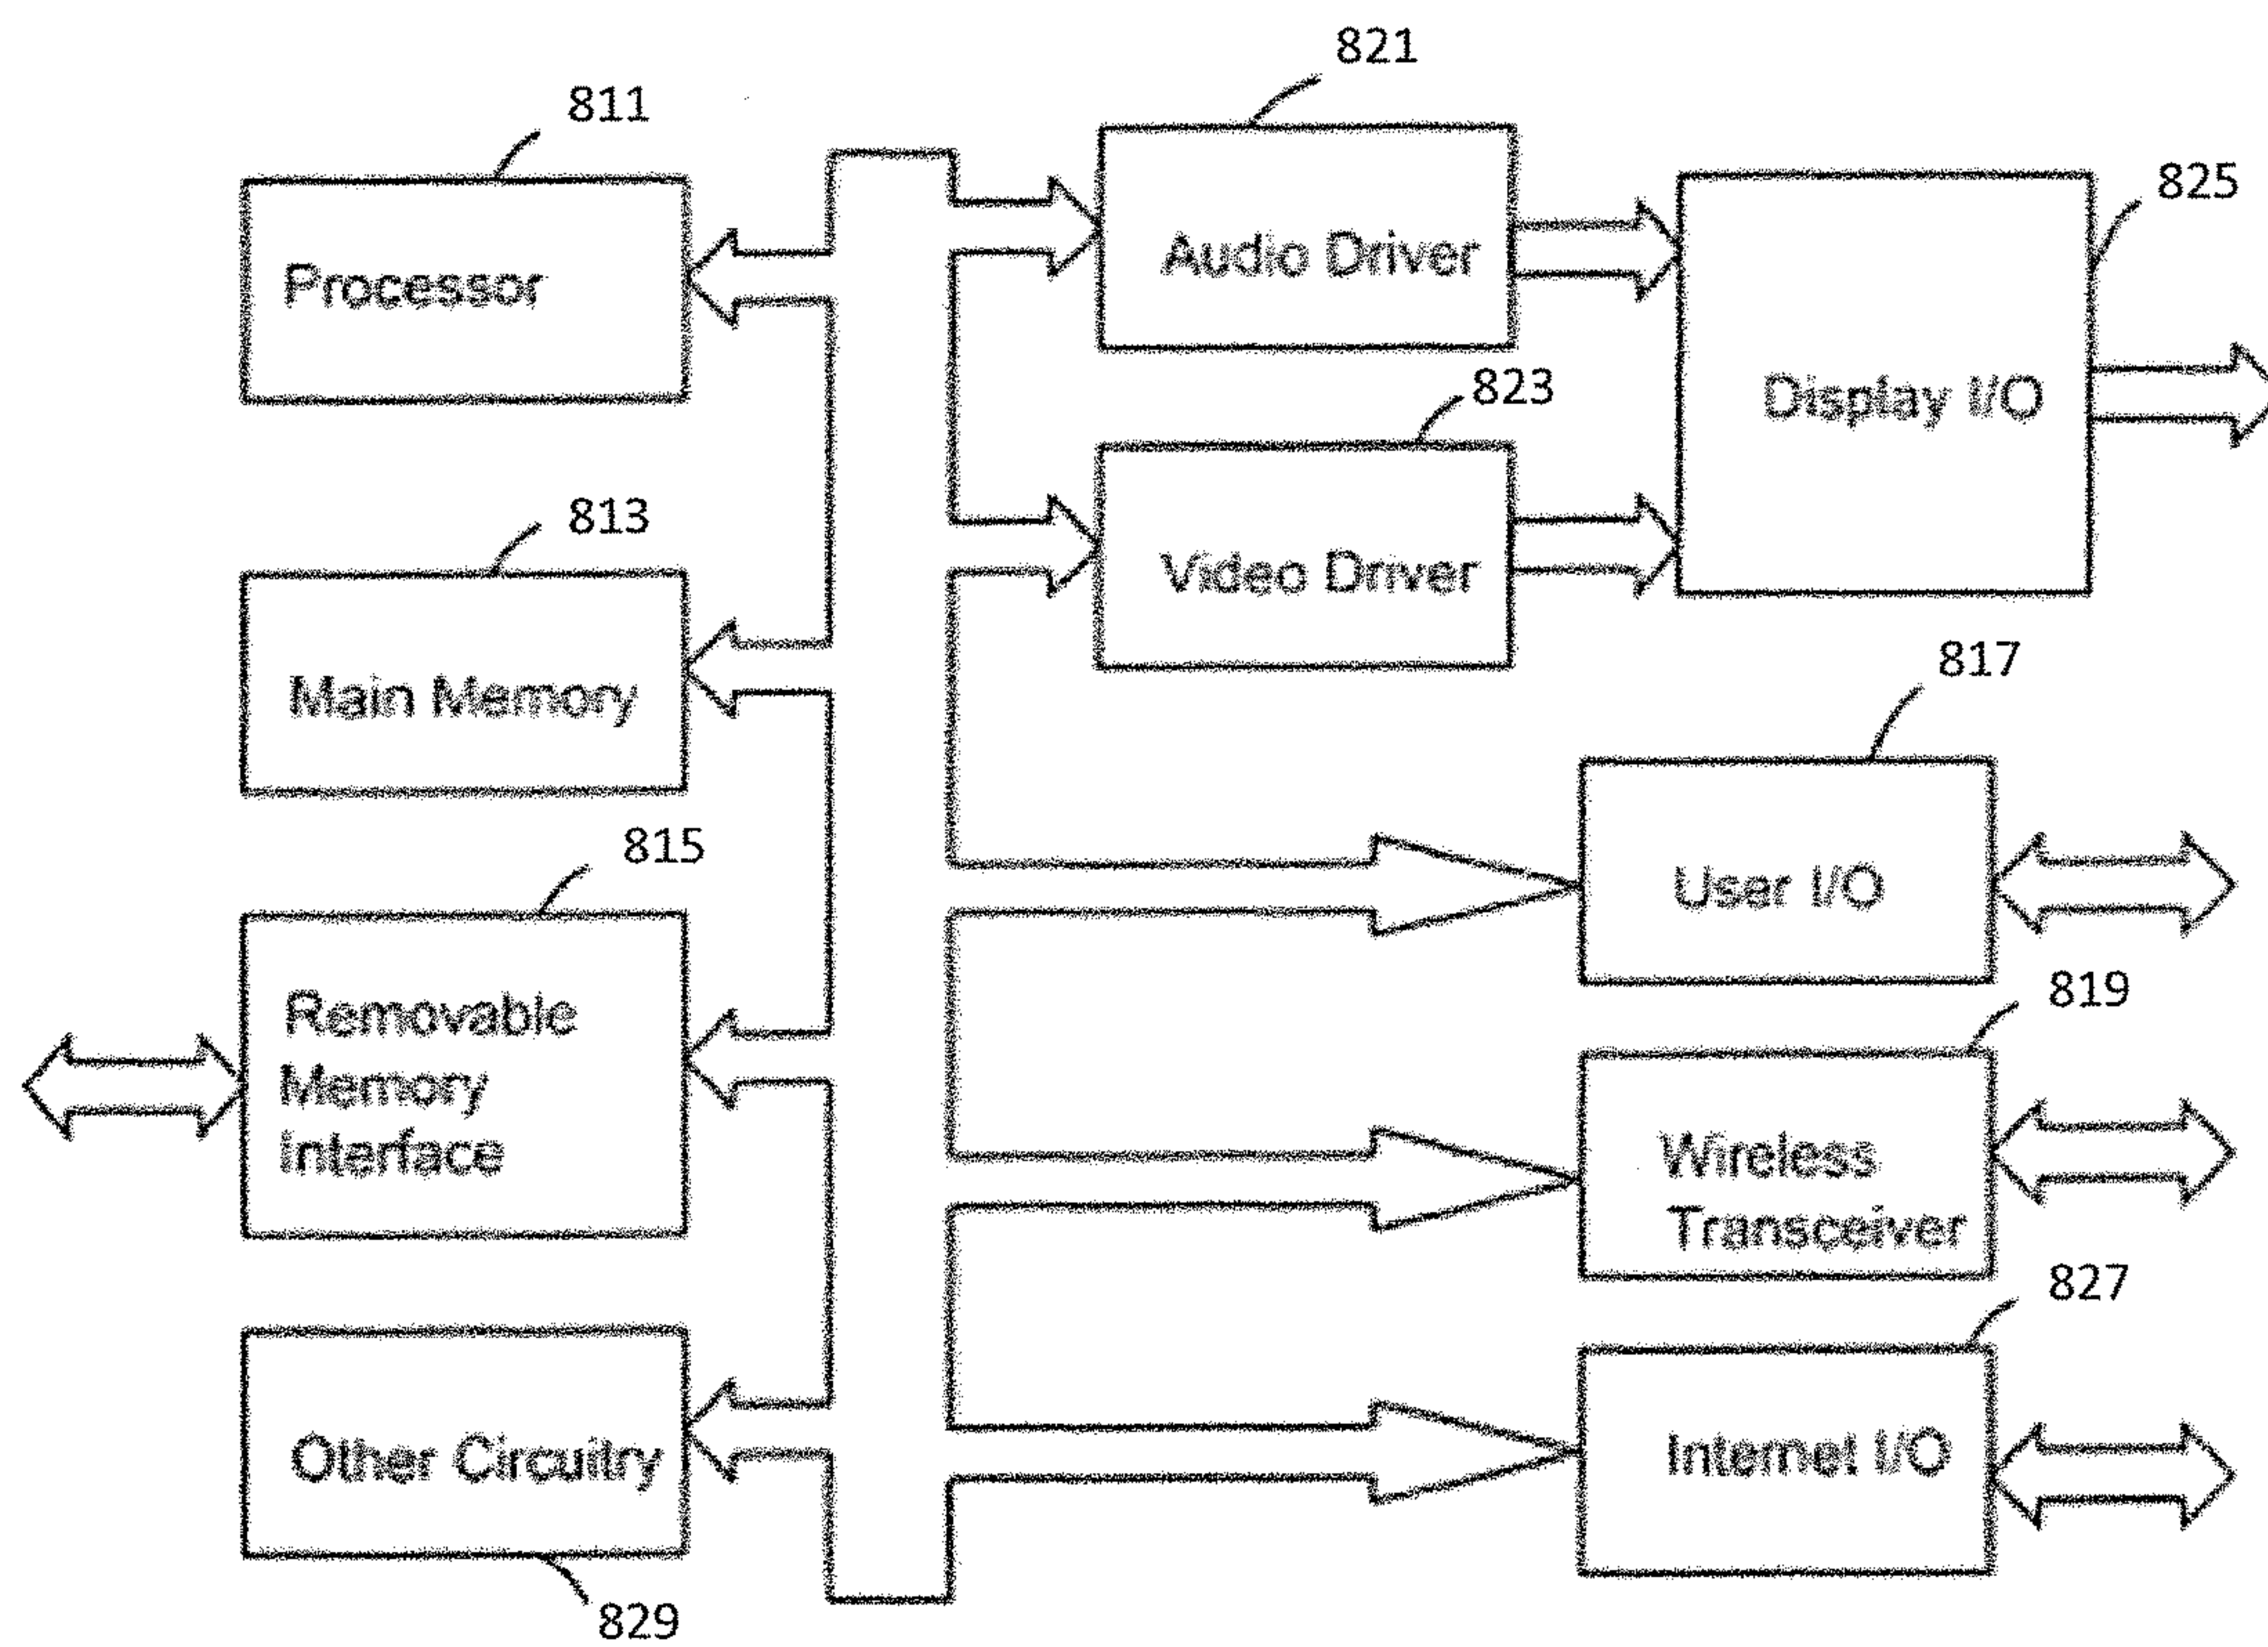 821
811
825
Audio Driver
Processor
Display I/O
823
813
Video Driver
817
Main Memory
815
User I/O
819
Removable
Memory
Interface
Wireless
Transceiver
827
Other Circuitry
Internet I/O
829